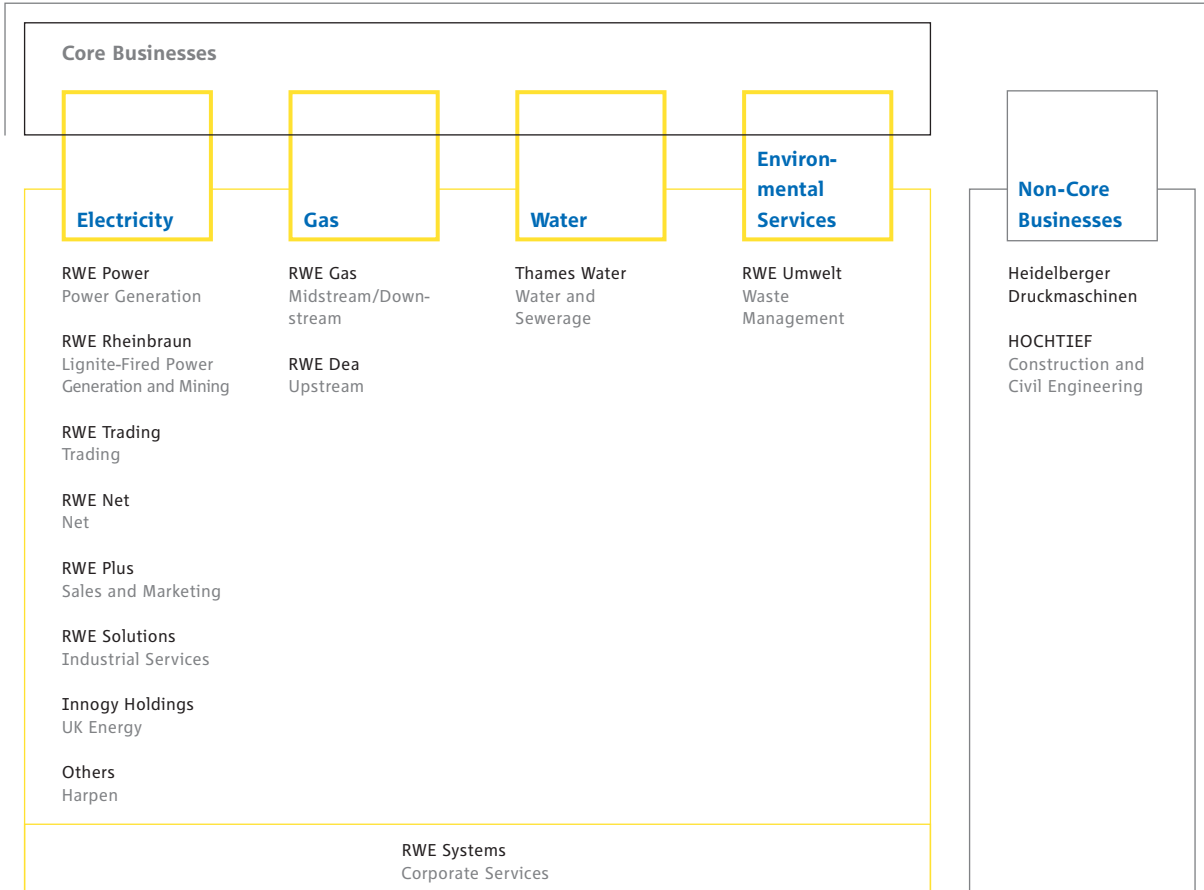 Core Businesses
Electricity
RWE Power
Power Generation
RWE Rheinbraun
Lignite-Fired Power
Generation and Mining
RWE Trading
Trading
RWE Net
Net
RWE Plus
Sales and Marketing
RWE Solutions
Industrial Services
Innogy Holdings
UK Energy
Others
Harpen
Gas
RWE Gas
Midstream/Down-
stream
RWE Dea
Upstream
Water
Thames Water
Water and
Sewerage
Environ-
mental
Services
RWE Umwelt
Waste
Management
RWE Systems
Corporate Services
Non-Core
Businesses
Heidelberger
Druckmaschinen
HOCHTIEF
Construction and
Civil Engineering